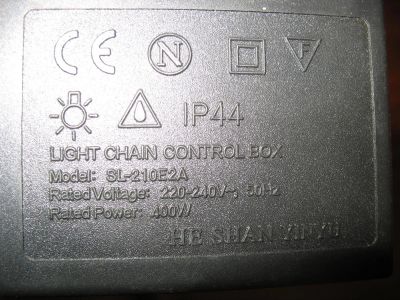 CE N F
IP44
LIGHT CHAIN CONTROL BOX
Model: SL-210E2A
Rated Voltage: 220-240V~; 50Hz
Rated Power: 400W
HE SHAN XINYU